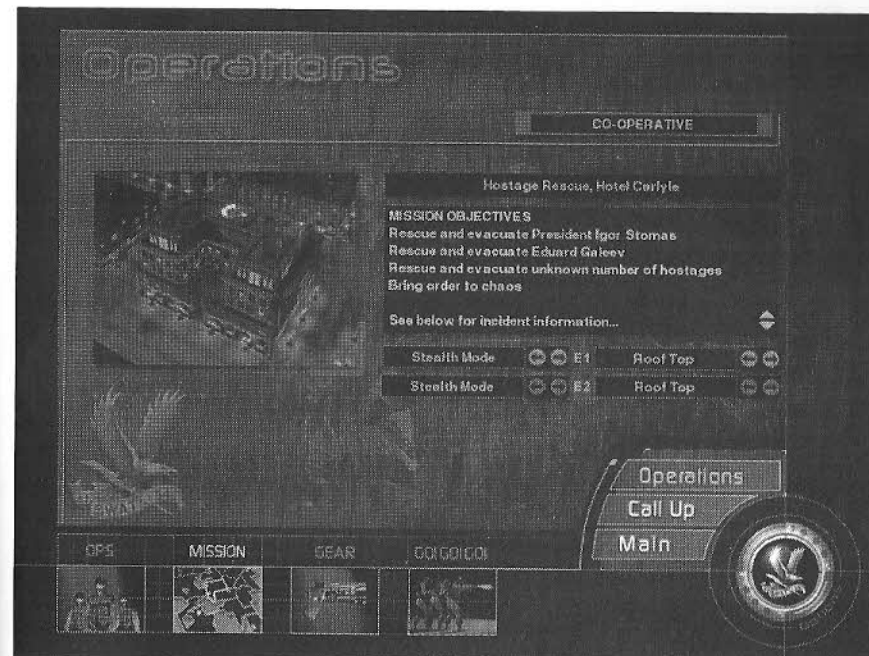 Operations
CO-OPERATIVE
Hostage Rescue, Hotel Carlyle
MISSION OBJECTIVES
Rescue and evacuate President Igor Stomas
Rescue and evacuate Eduard Galeev
Rescue and evacuate unknown number of hostages
Bring order to chaos
See below for incident information...
Stealth Mode E1 Roof Top
Stealth Mode E2 Roof Top
Operations
Call Up
Main
OPS MISSION GEAR GO!GO!GO!